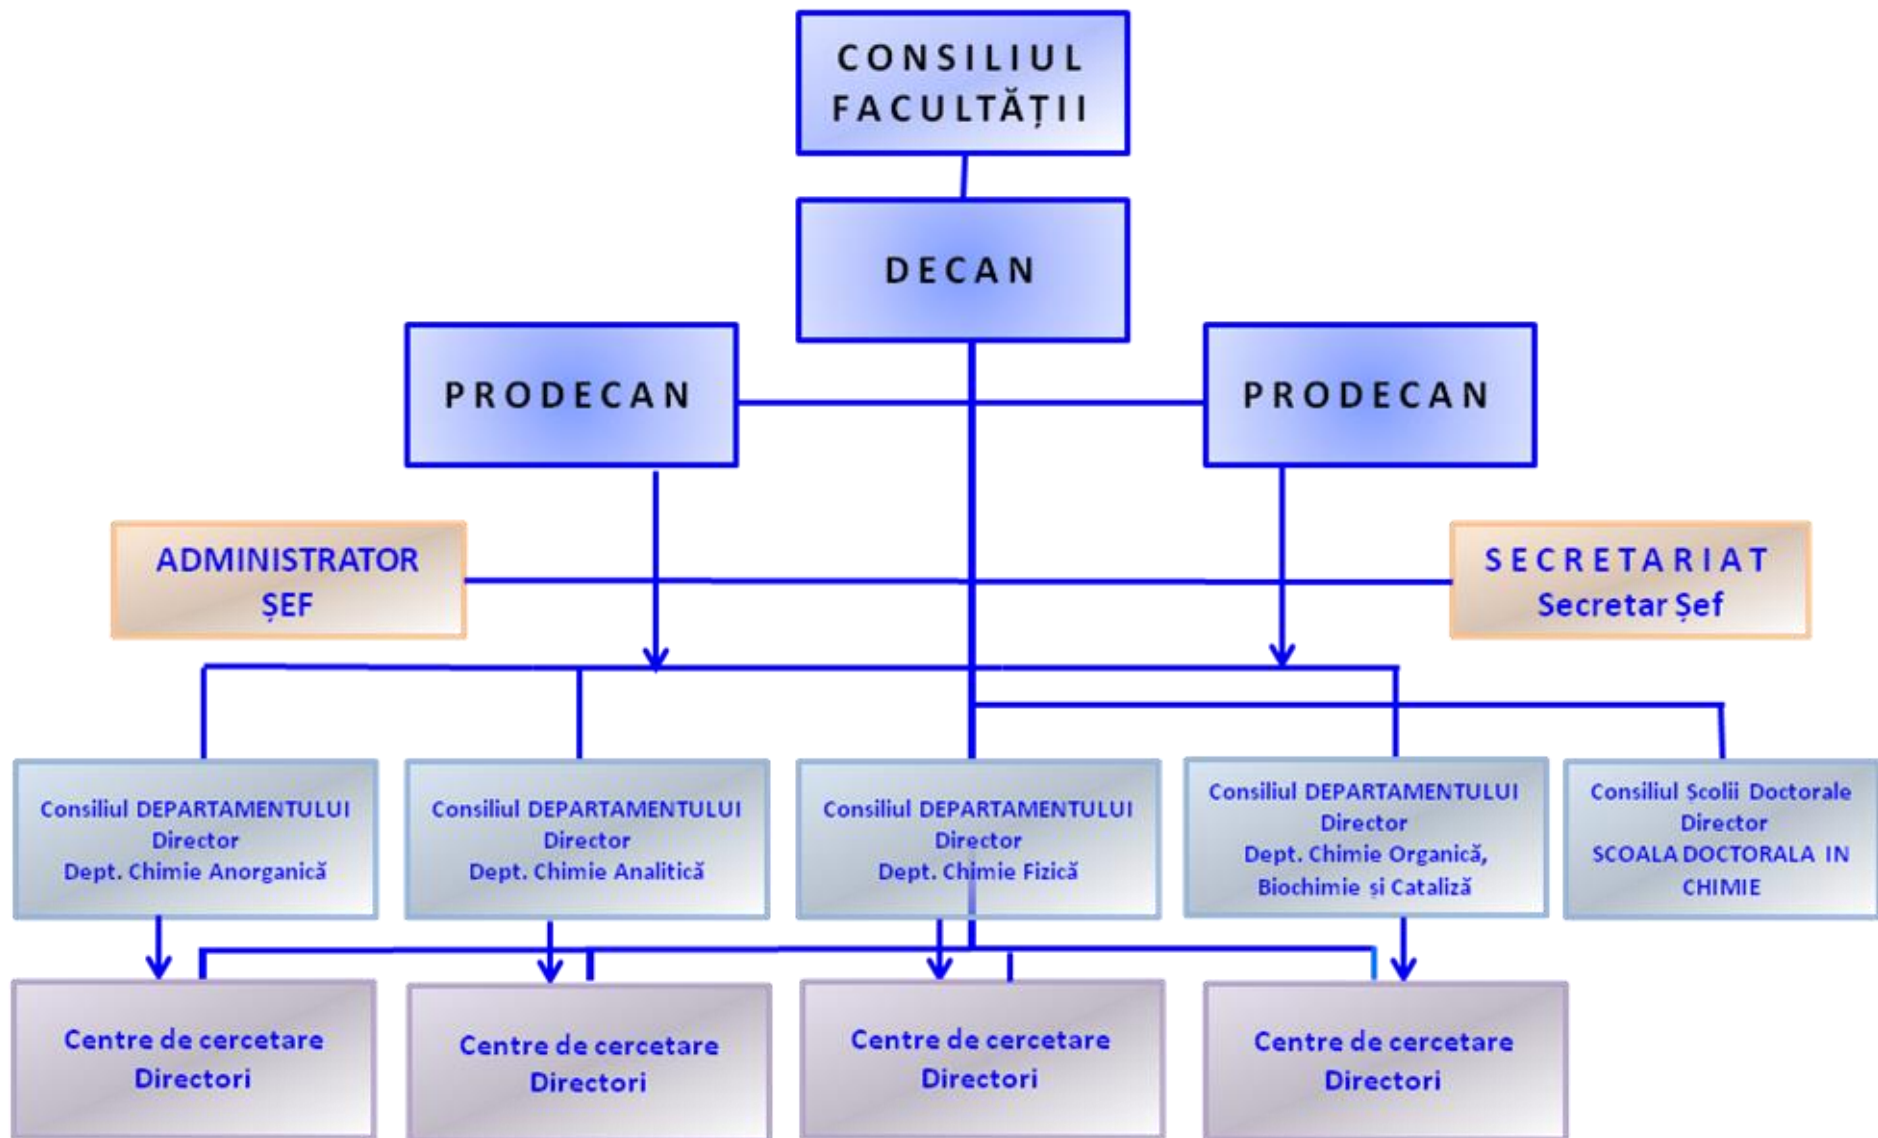 CONSILIUL
FACULTĂȚII
DECAN
PRODECAN
PRODECAN
ADMINISTRATOR
ȘEF
SECRETARIAT
Secretar Șef
Consiliul DEPARTAMENTULUI
Director
Dept. Chimie Anorganică
Consiliul DEPARTAMENTULUI
Director
Dept. Chimie Analitică
Consiliul DEPARTAMENTULUI
Director
Dept. Chimie Fizică
Consiliul DEPARTAMENTULUI
Director
Dept. Chimie Organică,
Biochimie și Cataliză
Consiliul Școlii Doctorale
Director
SCOALA DOCTORALA IN
CHIMIE
Centre de cercetare
Directori
Centre de cercetare
Directori
Centre de cercetare
Directori
Centre de cercetare
Directori